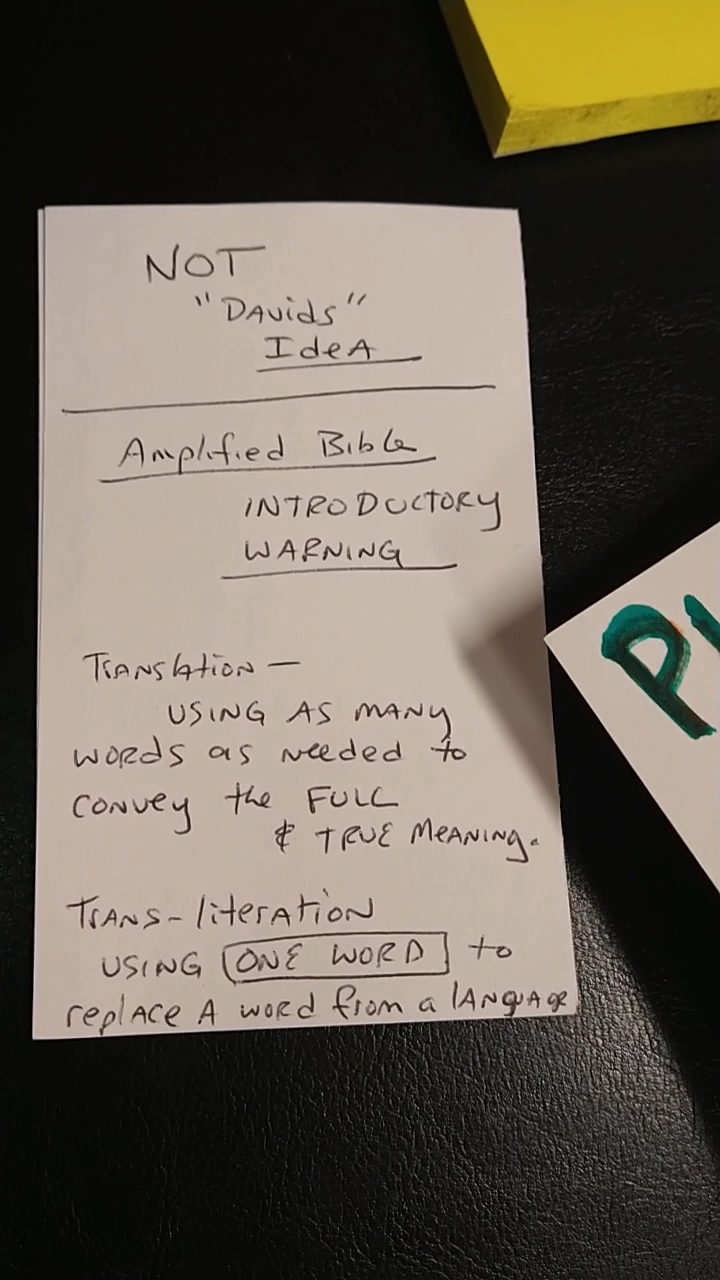 NOT
"DAvids"
IdeA
Amplified Bible
INTRODUCTORY
WARNING
TRANSlation —
USING AS MANY
WORDS as needed to
CONVEY the FULL
& TRUE MEANING.
TRANS-literATION
USING ONE WORD to
replACE A WORD from a lANGUAGE